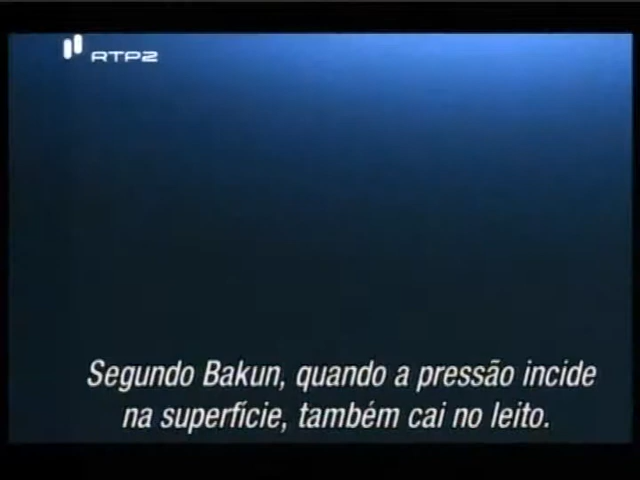 RTP2
Segundo Bakun, quando a pressão incide
na superfície, também cai no leito.